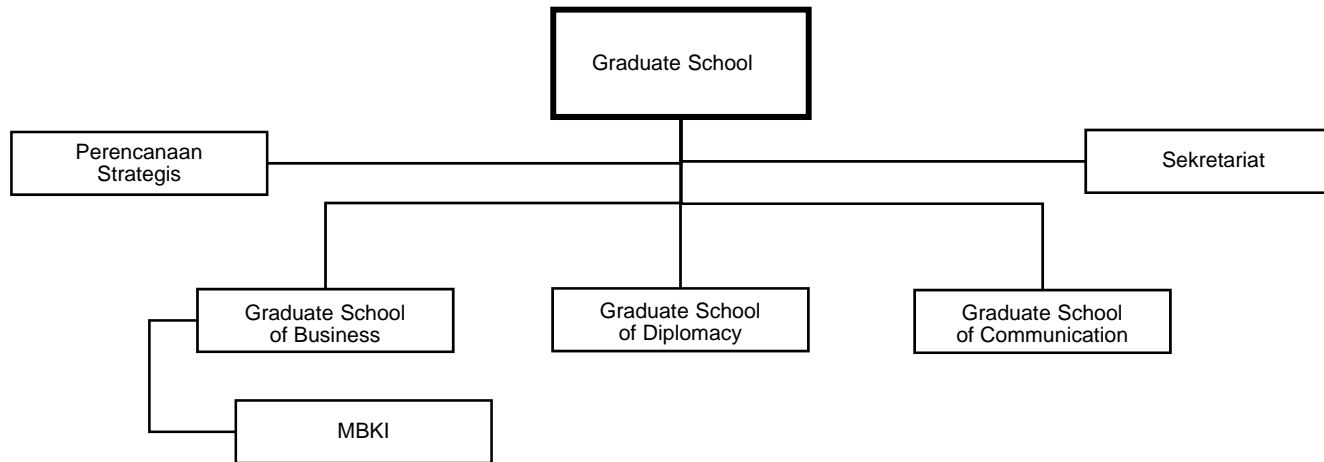 Graduate School
Perencanaan
Strategis
Sekretariat
Graduate School
of Business
Graduate School
of Diplomacy
Graduate School
of Communication
MBKI